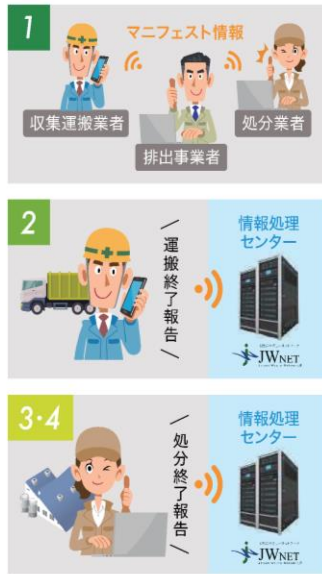 1
マニフェスト情報
収集運搬業者
処分業者
排出事業者
2
運搬終了報告
情報処理
センター
JWNET
3・4
処分終了報告
情報処理
センター
JWNET